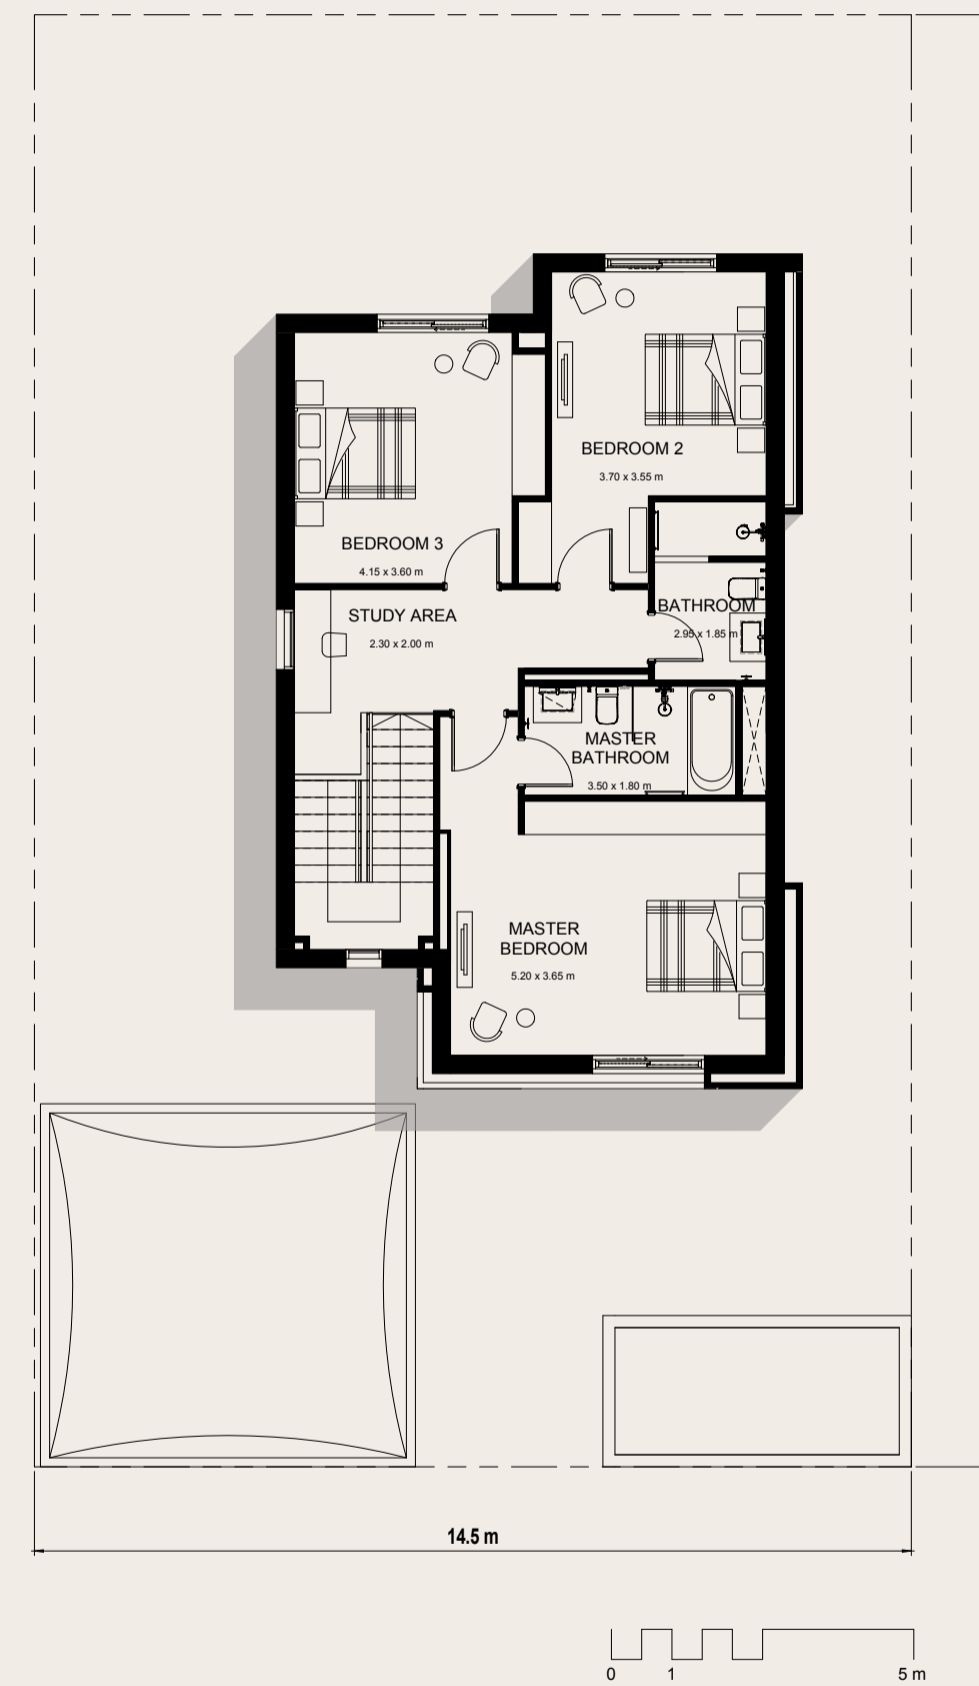 BEDROOM 2
3.70 x 3.55 m
BEDROOM 3
4.15 x 3.60 m
STUDY AREA
2.30 x 2.00 m
BATHROOM
2.95 x 1.85 m
MASTER
BATHROOM
3.50 x 1.80 m
MASTER
BEDROOM
5.20 x 3.65 m
14.5 m
0 1 5 m